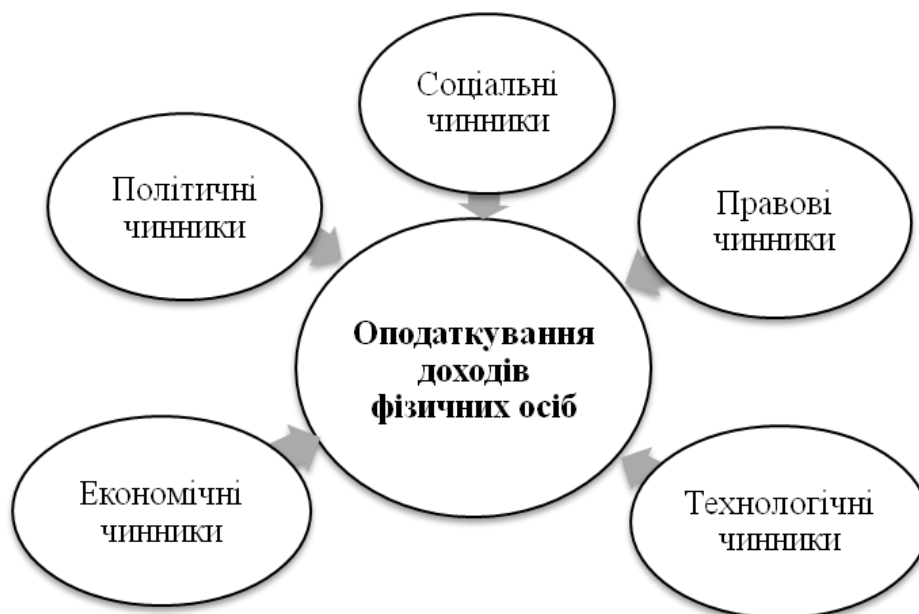 Соціальні
чинники
Політичні
чинники
Правові
чинники
Оподаткування
доходів
фізичних осіб
Економічні
чинники
Технологічні
чинники